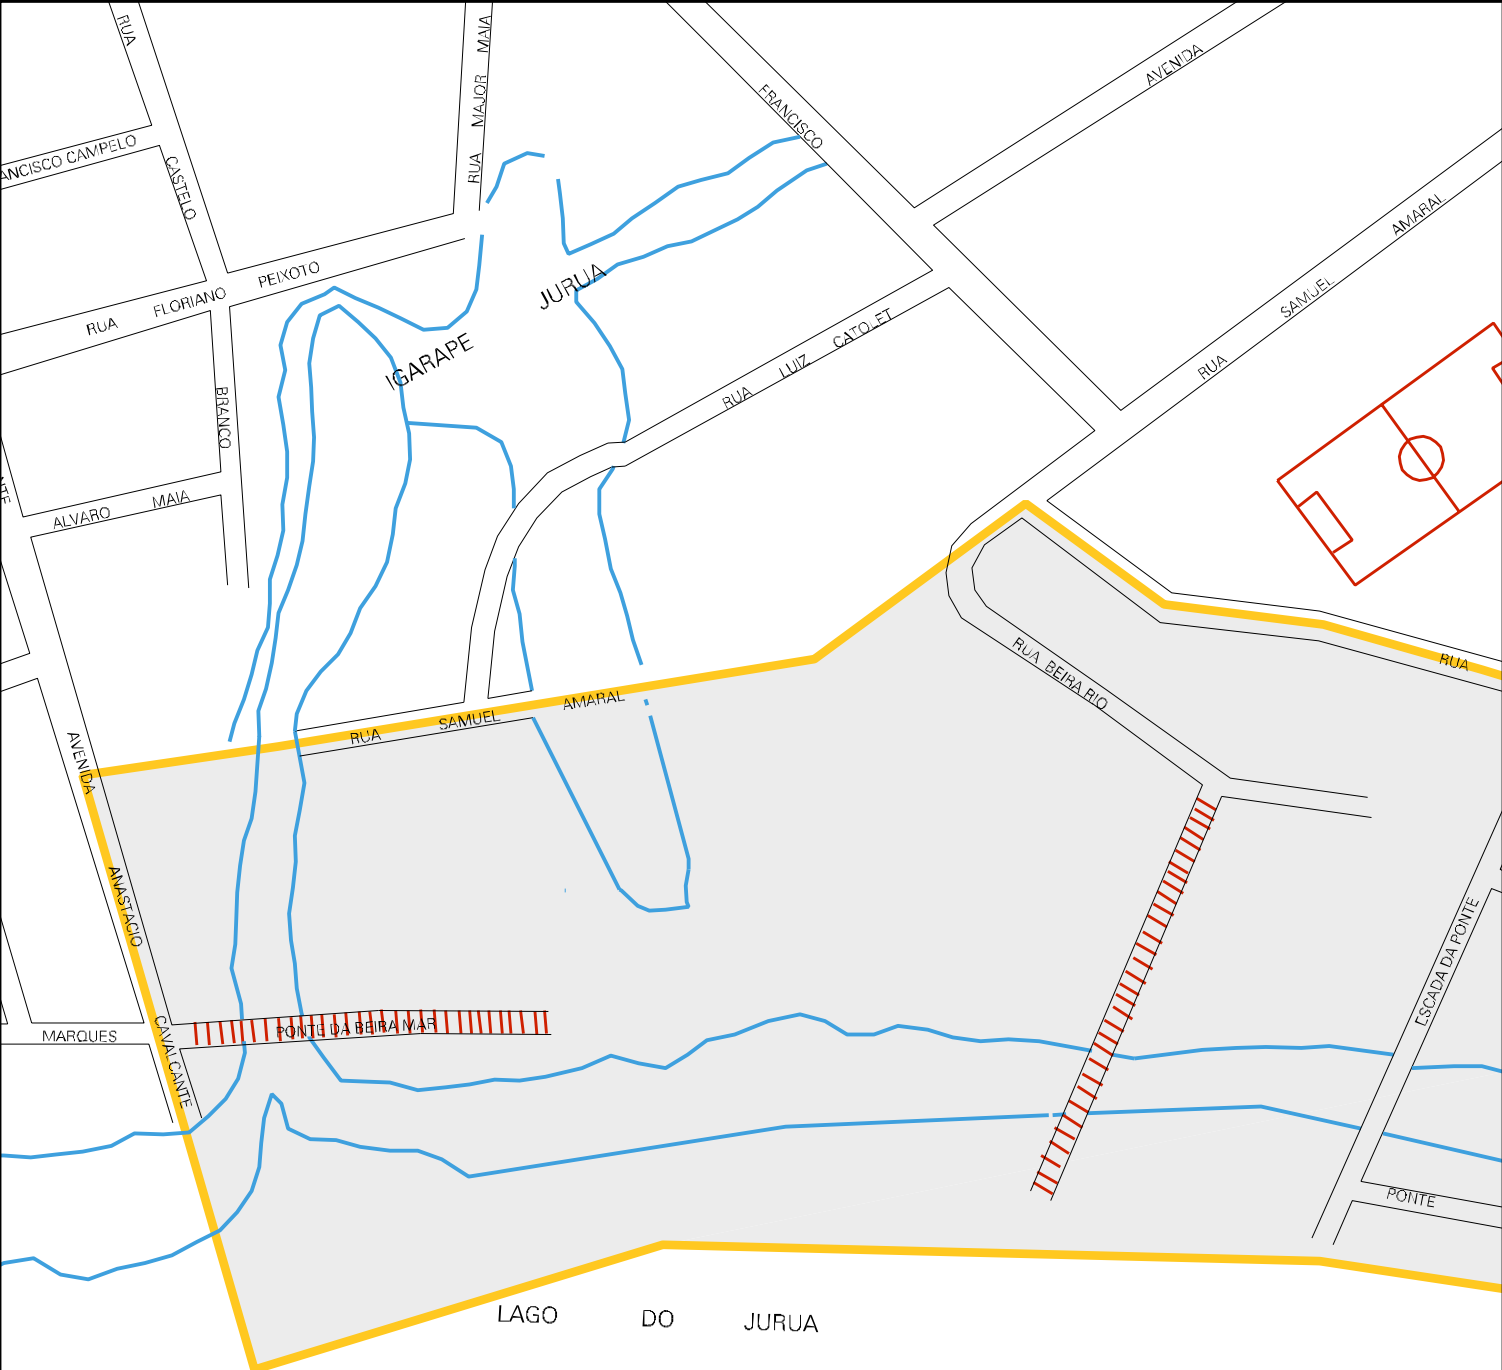 RUA
CASTELO
BRANCO
RUA MAJOR MAIA
FRANCISCO
AVENIDA
ANCISCO CAMPELO
RUA FLORIANO PEIXOTO
IGARAPE JURUA
RUA LUIZ CATOLET
RUA SAMUEL AMARAL
NTE
ALVARO MAIA
RUA BEIRA RIO
RUA
RUA SAMUEL AMARAL
AVENIDA ANASTACIO CAVALCANTE
MARQUES
PONTE DA BEIRA MAR
ESCADA DA PONTE
PONTE
LAGO DO JURUA